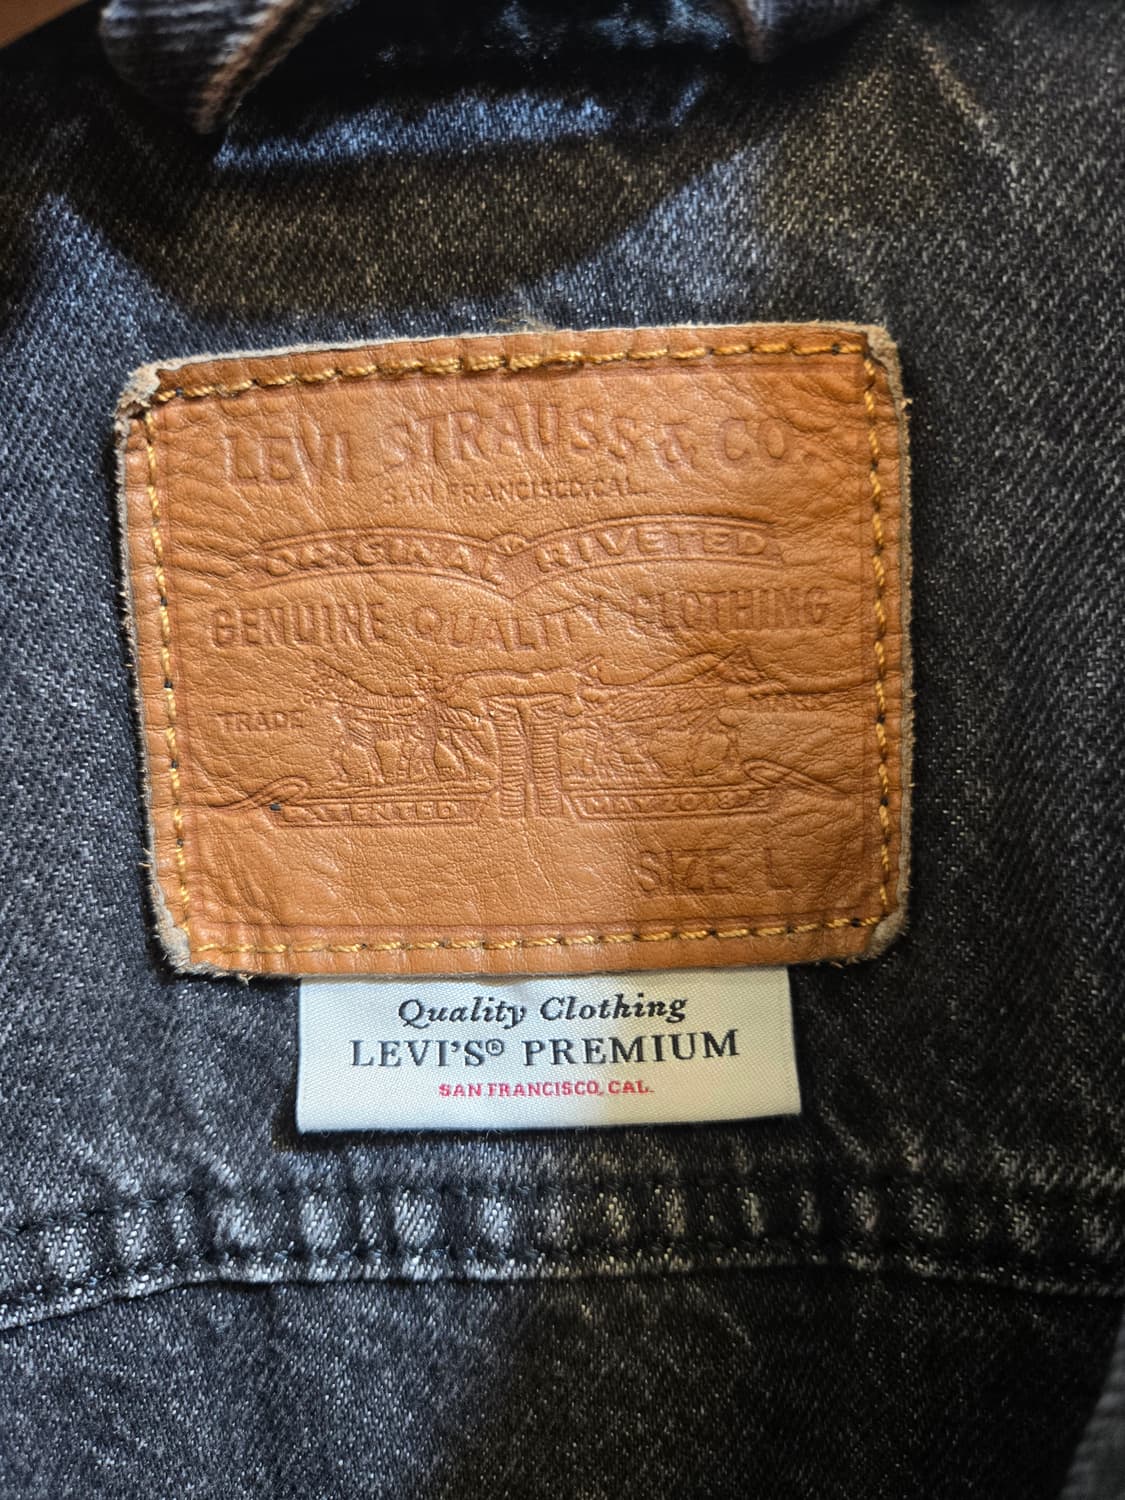 LEVI STRAUSS & CO.
SAN FRANCISCO, CAL.
ORIGINAL RIVETED
GENUINE QUALITY CLOTHING
TRADE MARK
PATENTED MAY 20 1873
SIZE L
Quality Clothing
LEVI'S® PREMIUM
SAN FRANCISCO, CAL.